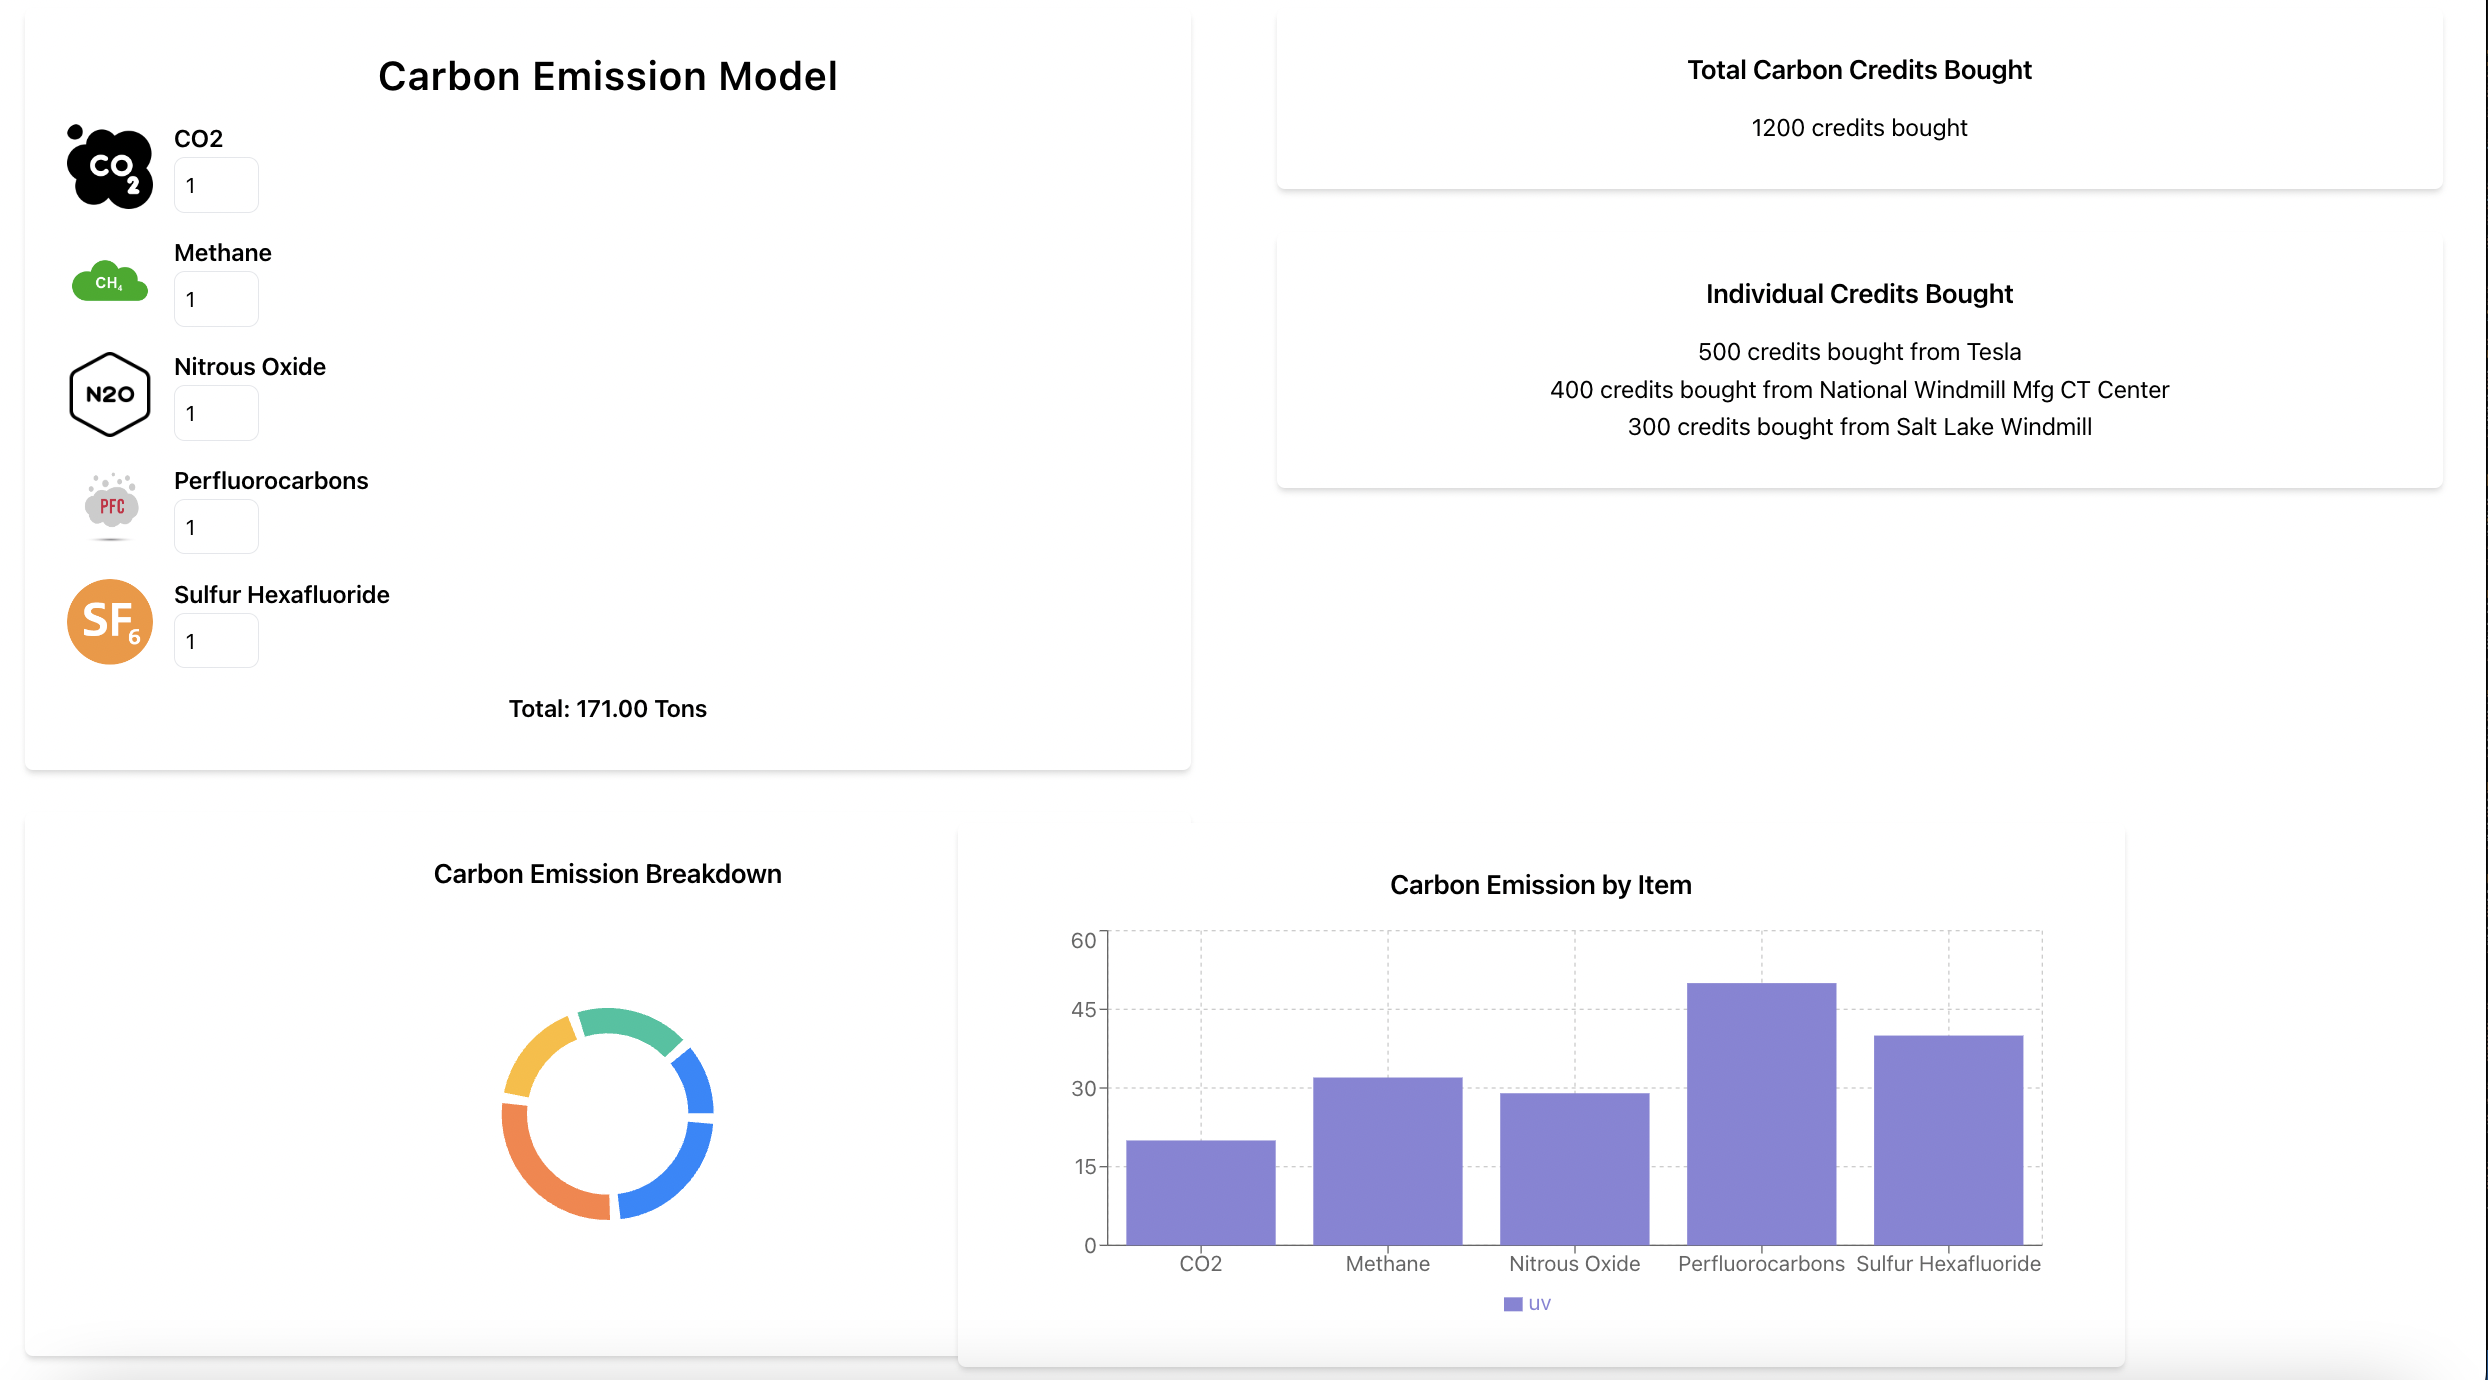 Carbon Emission Model
CO2
CO2
1
Methane
CH4
1
Nitrous Oxide
N2O
1
Perfluorocarbons
PFC
1
Sulfur Hexafluoride
SF6
1
Total: 171.00 Tons
Total Carbon Credits Bought
1200 credits bought
Individual Credits Bought
500 credits bought from Tesla
400 credits bought from National Windmill Mfg CT Center
300 credits bought from Salt Lake Windmill
Carbon Emission Breakdown
Carbon Emission by Item
60
45
30
15
0
CO2 Methane Nitrous Oxide Perfluorocarbons Sulfur Hexafluoride
uv